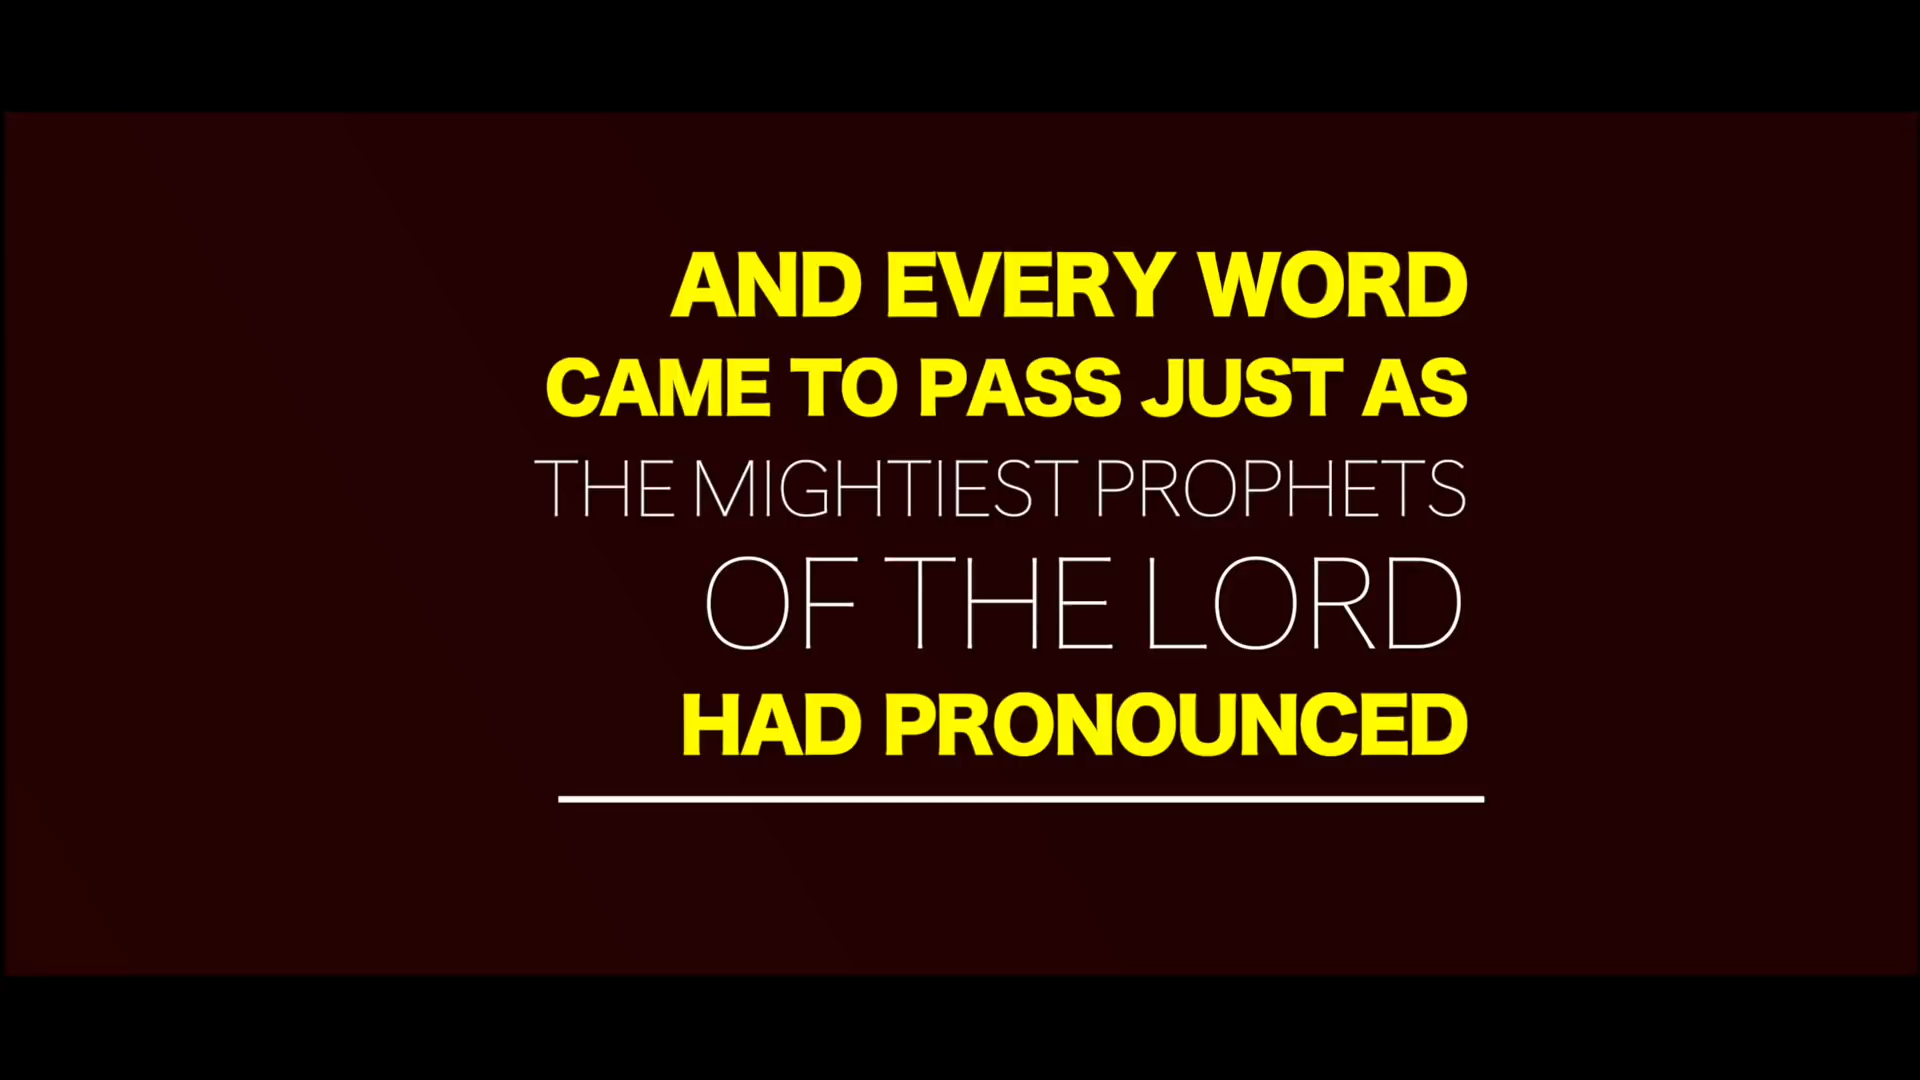 AND EVERY WORD
CAME TO PASS JUST AS
THE MIGHTIEST PROPHETS
OF THE LORD
HAD PRONOUNCED